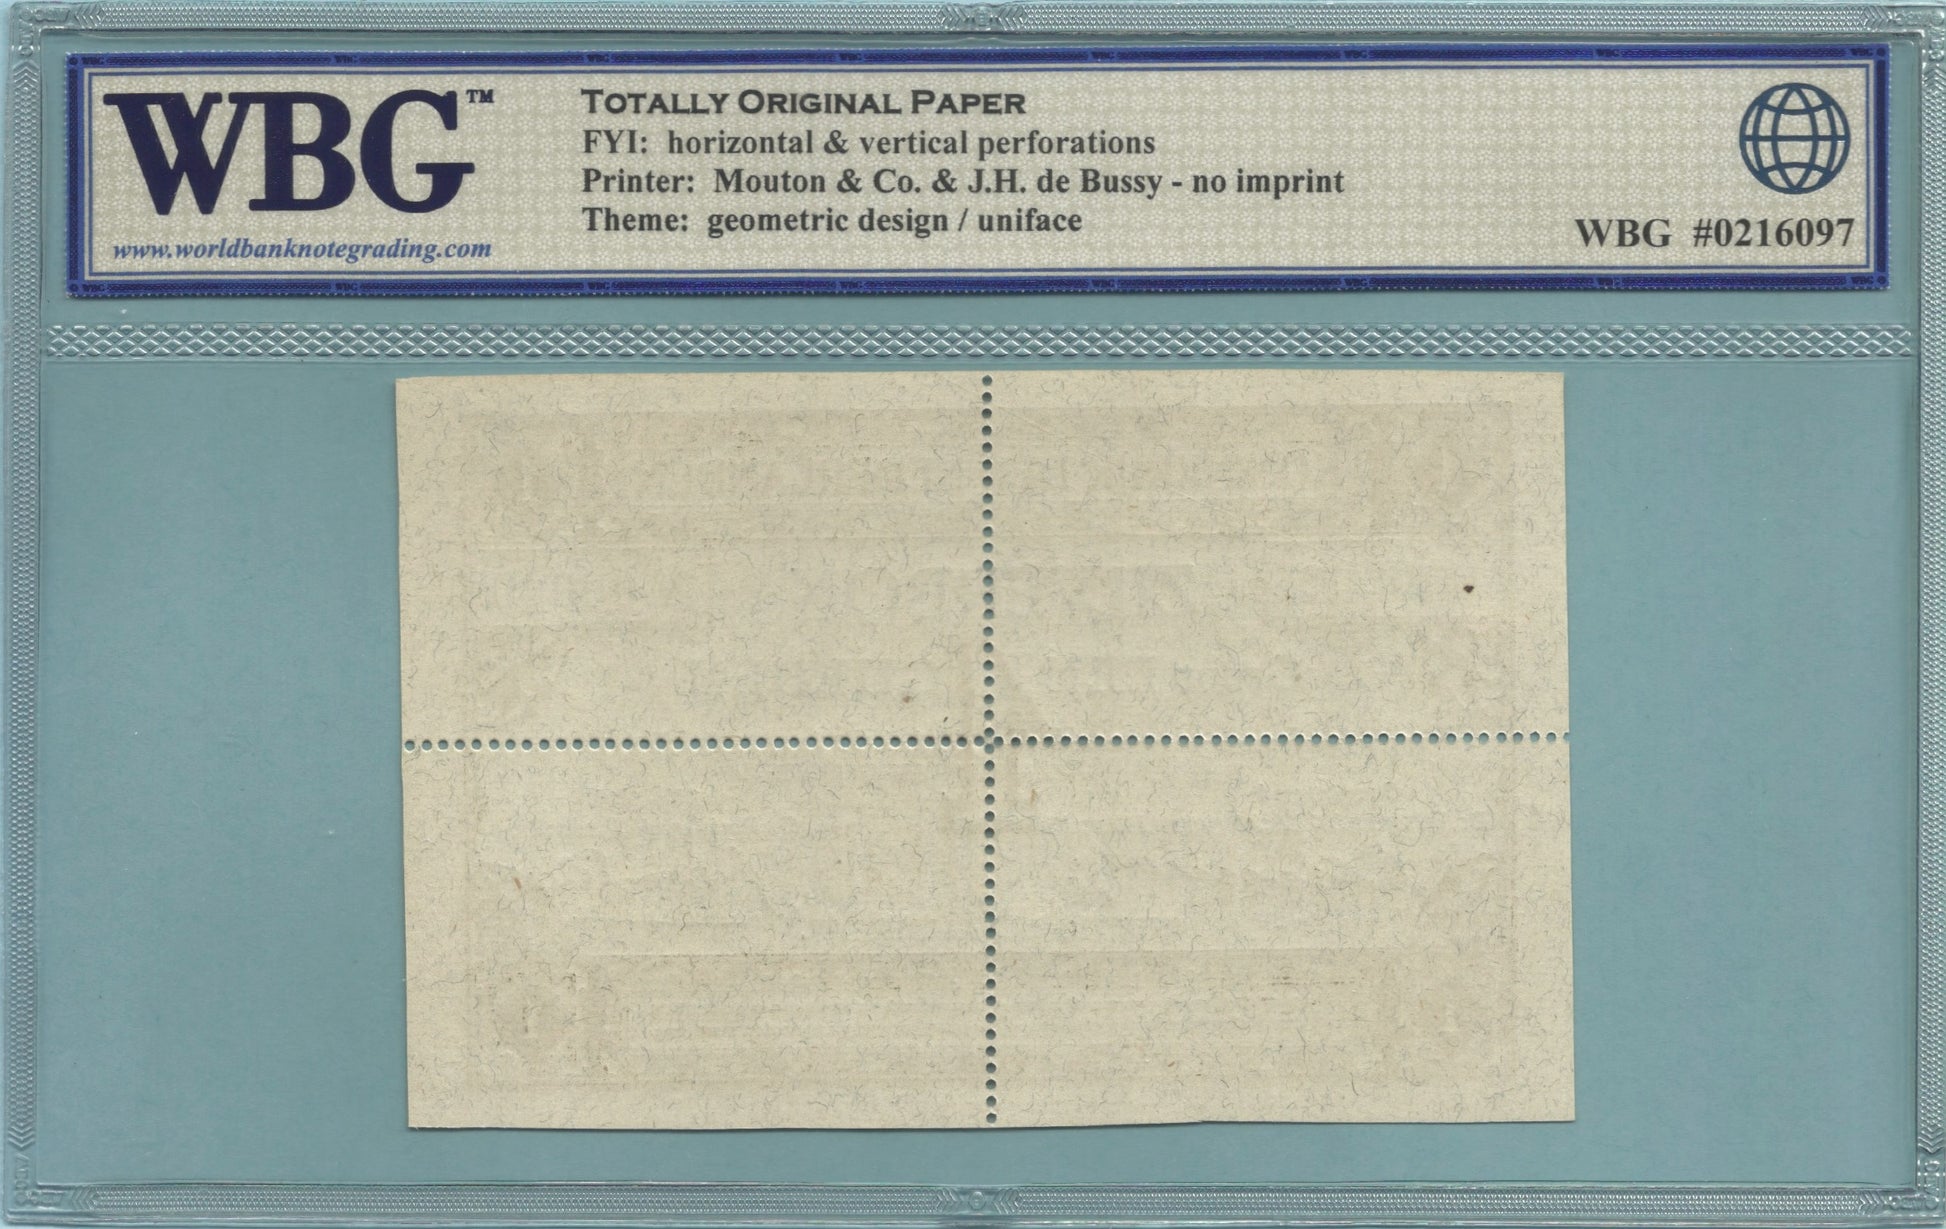 WBG™
www.worldbanknotegrading.com
TOTALLY ORIGINAL PAPER
FYI: horizontal & vertical perforations
Printer: Mouton & Co. & J.H. de Bussy - no imprint
Theme: geometric design / uniface
WBG #0216097